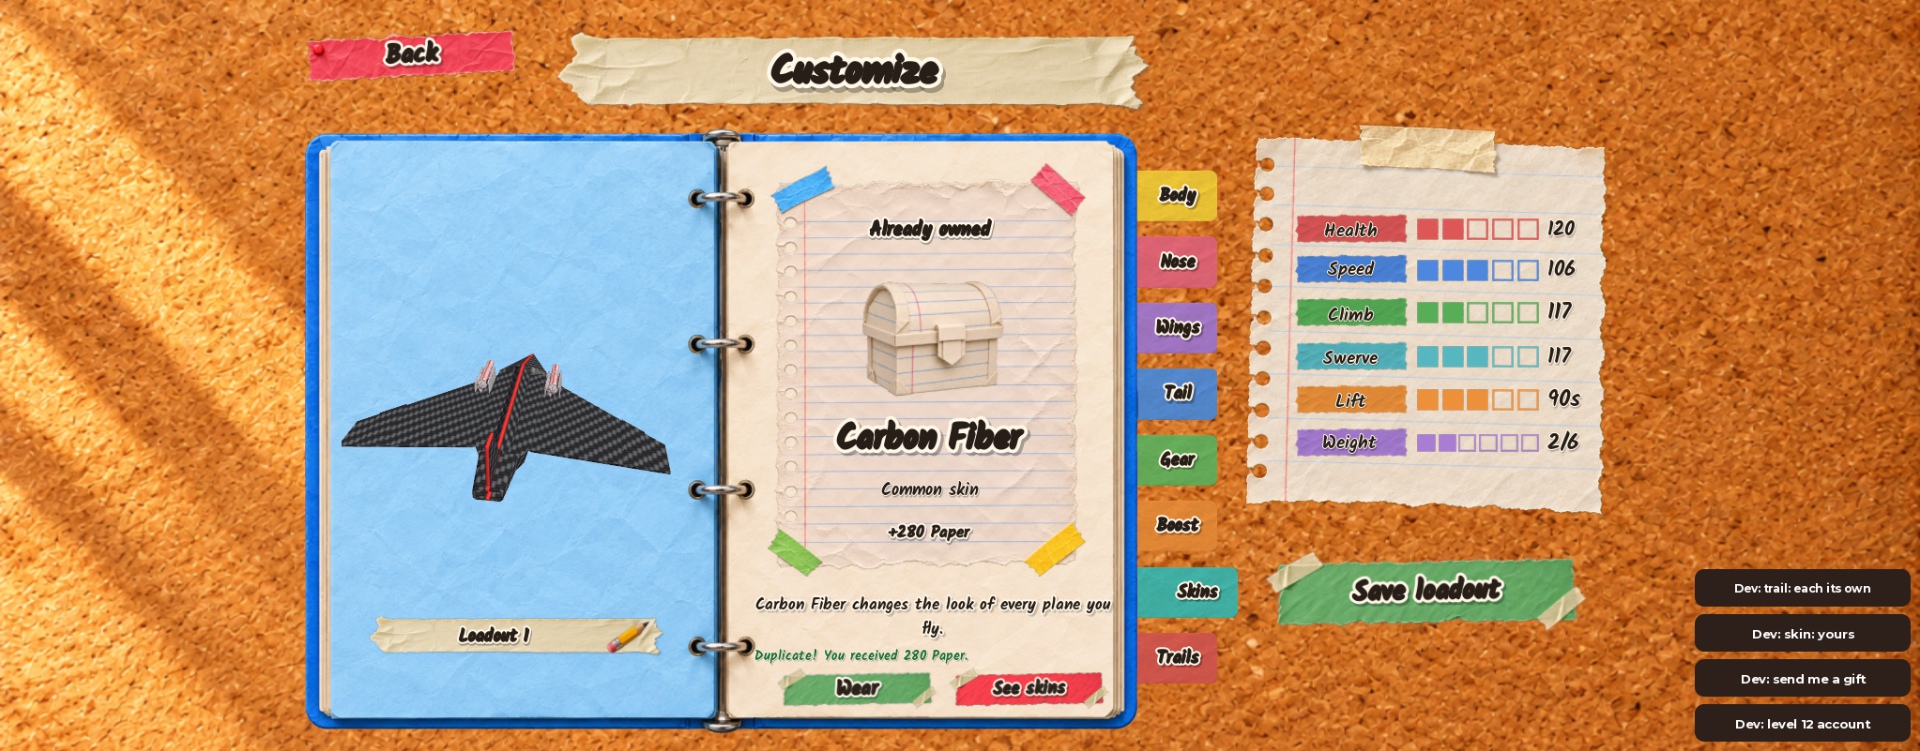 Back
Customize
Already owned
Carbon Fiber
Common skin
+280 Paper
Carbon Fiber changes the look of every plane you
fly.
Duplicate! You received 280 Paper.
Wear
See skins
Loadout 1
Body
Nose
Wings
Tail
Gear
Boost
Skins
Trails
Health 120
Speed 106
Climb 117
Swerve 117
Lift 90s
Weight 2/6
Save loadout
Dev: trail: each its own
Dev: skin: yours
Dev: send me a gift
Dev: level 12 account